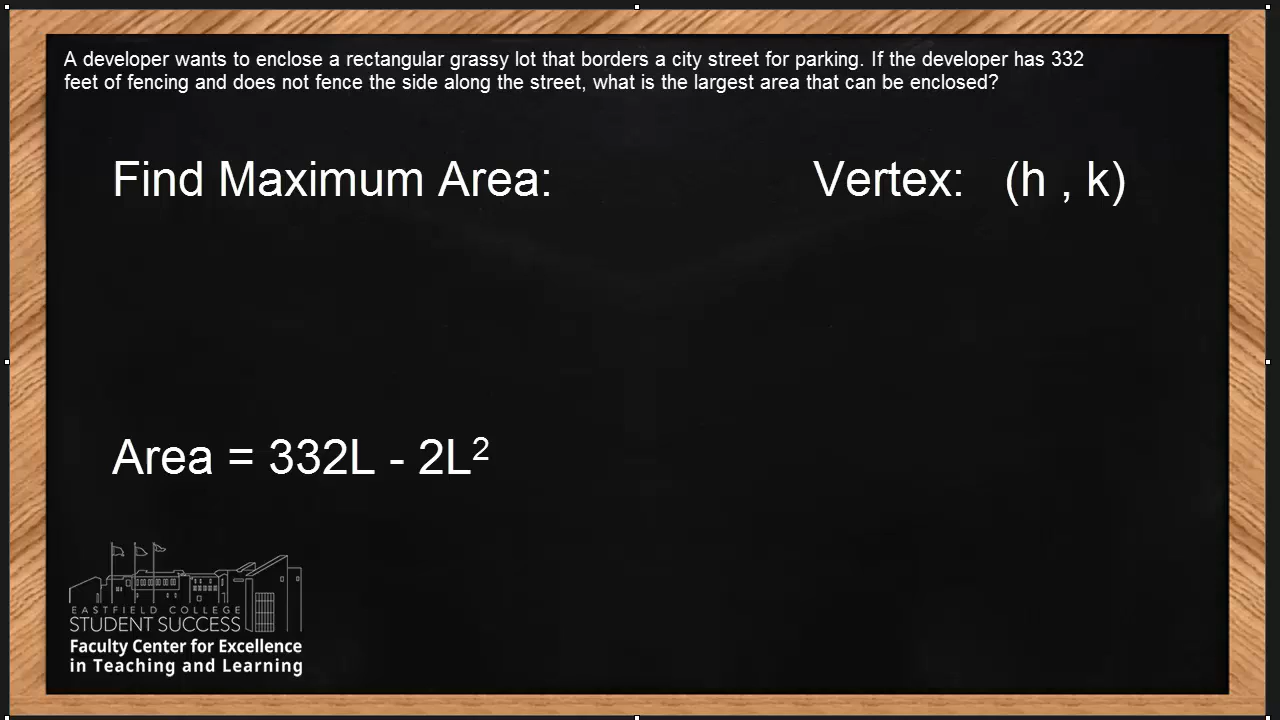 A developer wants to enclose a rectangular grassy lot that borders a city street for parking. If the developer has 332
feet of fencing and does not fence the side along the street, what is the largest area that can be enclosed?
Find Maximum Area:
Vertex: (h , k)
Area = 332L - 2L²
EASTFIELD COLLEGE
STUDENT SUCCESS
Faculty Center for Excellence
in Teaching and Learning